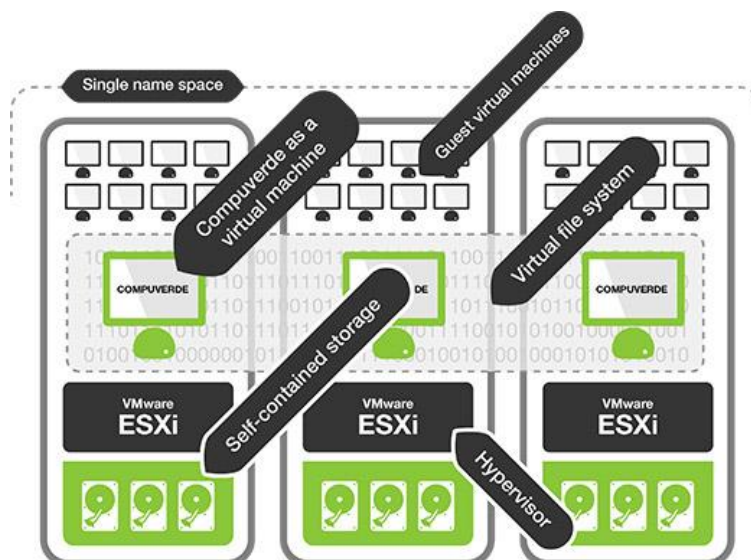 Single name space
Compuverde as a
virtual machine
Guest virtual machines
Virtual file system
COMPUVERDE
DE
COMPUVERDE
Self-contained storage
VMware
ESXi
VMware
ESXi
VMware
ESXi
Hypervisor